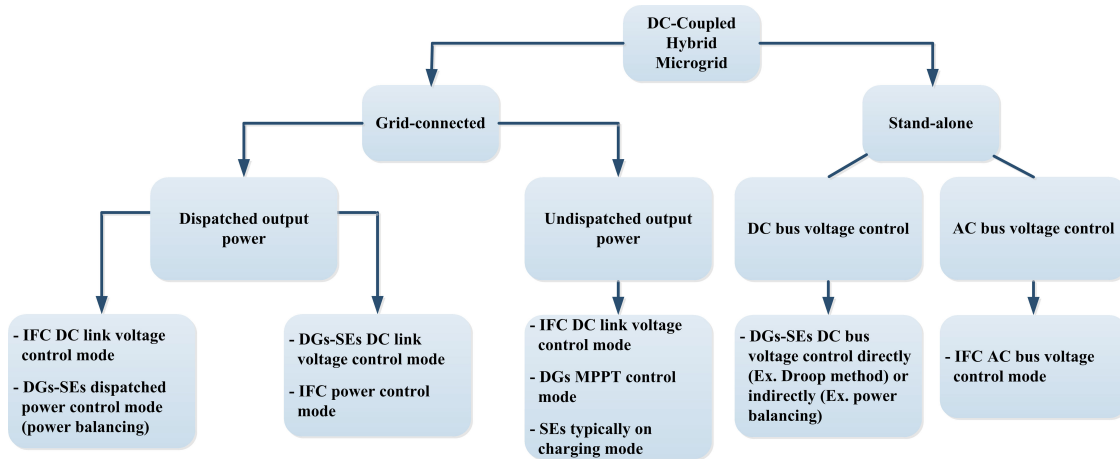 DC-Coupled
Hybrid
Microgrid
Grid-connected
Stand-alone
Dispatched output
power
Undispatched output
power
DC bus voltage control
AC bus voltage control
- IFC DC link voltage
control mode
- DGs-SEs dispatched
power control mode
(power balancing)
- DGs-SEs DC link
voltage control mode
- IFC power control
mode
- IFC DC link voltage
control mode
- DGs MPPT control
mode
- SEs typically on
charging mode
- DGs-SEs DC bus
voltage control directly
(Ex. Droop method) or
indirectly (Ex. power
balancing)
- IFC AC bus voltage
control mode